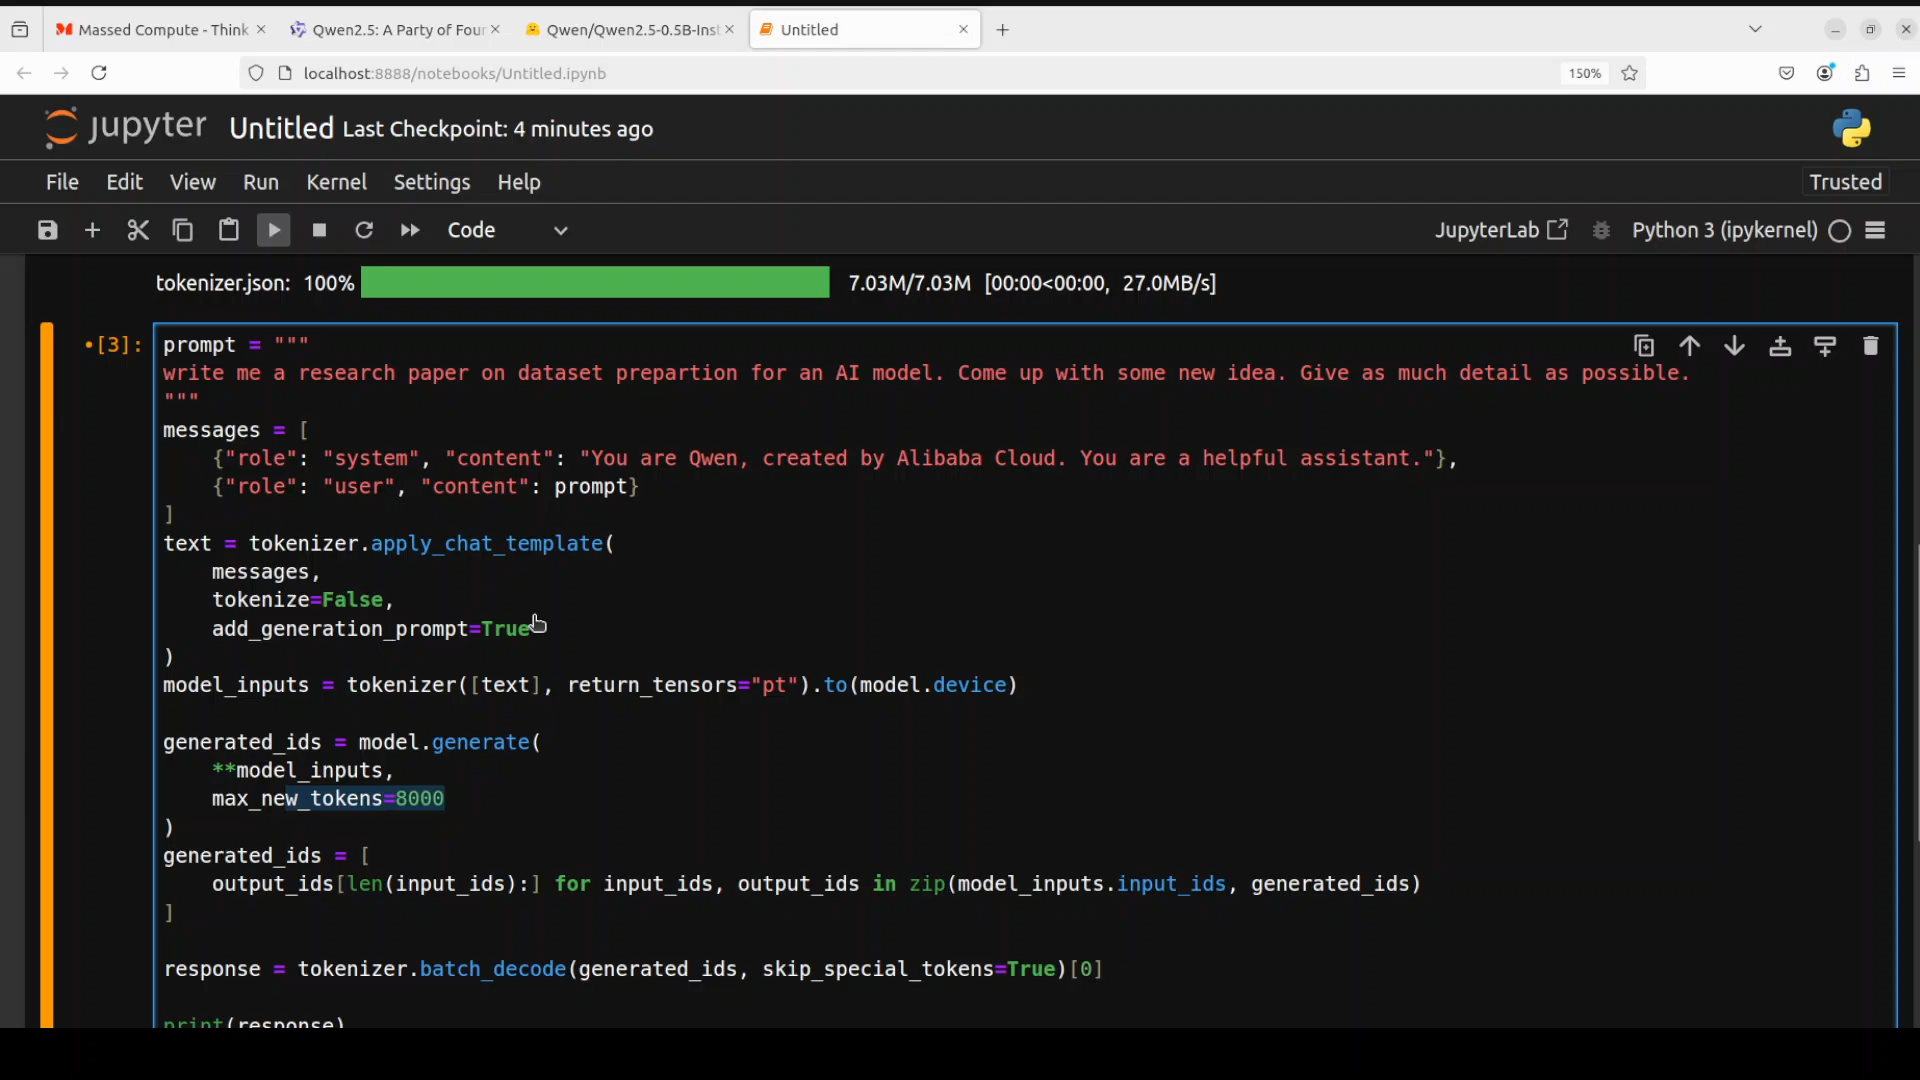 Massed Compute - Think
Qwen2.5: A Party of Four
Qwen/Qwen2.5-0.5B-Inst
Untitled
localhost:8888/notebooks/Untitled.ipynb
150%
jupyter
Untitled Last Checkpoint: 4 minutes ago
File Edit View Run Kernel Settings Help
Trusted
Code
JupyterLab
Python 3 (ipykernel)
tokenizer.json: 100% 7.03M/7.03M [00:00<00:00, 27.0MB/s]
•[3]:
prompt = """
write me a research paper on dataset prepartion for an AI model. Come up with some new idea. Give as much detail as possible.
"""
messages = [
    {"role": "system", "content": "You are Qwen, created by Alibaba Cloud. You are a helpful assistant."},
    {"role": "user", "content": prompt}
]
text = tokenizer.apply_chat_template(
    messages,
    tokenize=False,
    add_generation_prompt=True
)
model_inputs = tokenizer([text], return_tensors="pt").to(model.device)
generated_ids = model.generate(
    **model_inputs,
    max_new_tokens=8000
)
generated_ids = [
    output_ids[len(input_ids):] for input_ids, output_ids in zip(model_inputs.input_ids, generated_ids)
]
response = tokenizer.batch_decode(generated_ids, skip_special_tokens=True)[0]
print(response)